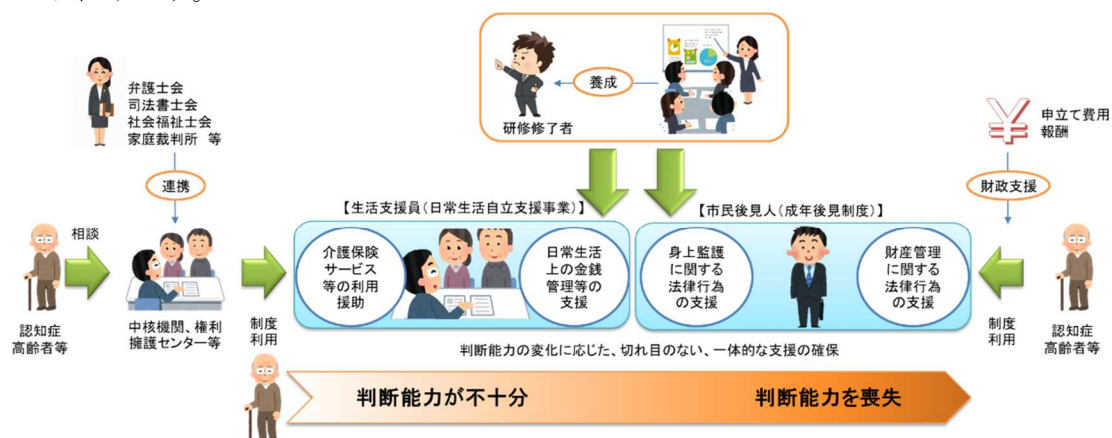 養成
研修修了者
弁護士会
司法書士会
社会福祉士会
家庭裁判所 等
連携
申立て費用
報酬
財政支援
【生活支援員(日常生活自立支援事業)】
【市民後見人(成年後見制度)】
相談
介護保険
サービス
等の利用
援助
日常生活
上の金銭
管理等の
支援
身上監護
に関する
法律行為
の支援
財産管理
に関する
法律行為
の支援
認知症
高齢者等
中核機関、権利
擁護センター等
制度
利用
制度
利用
認知症
高齢者等
判断能力の変化に応じた、切れ目のない、一体的な支援の確保
判断能力が不十分
判断能力を喪失